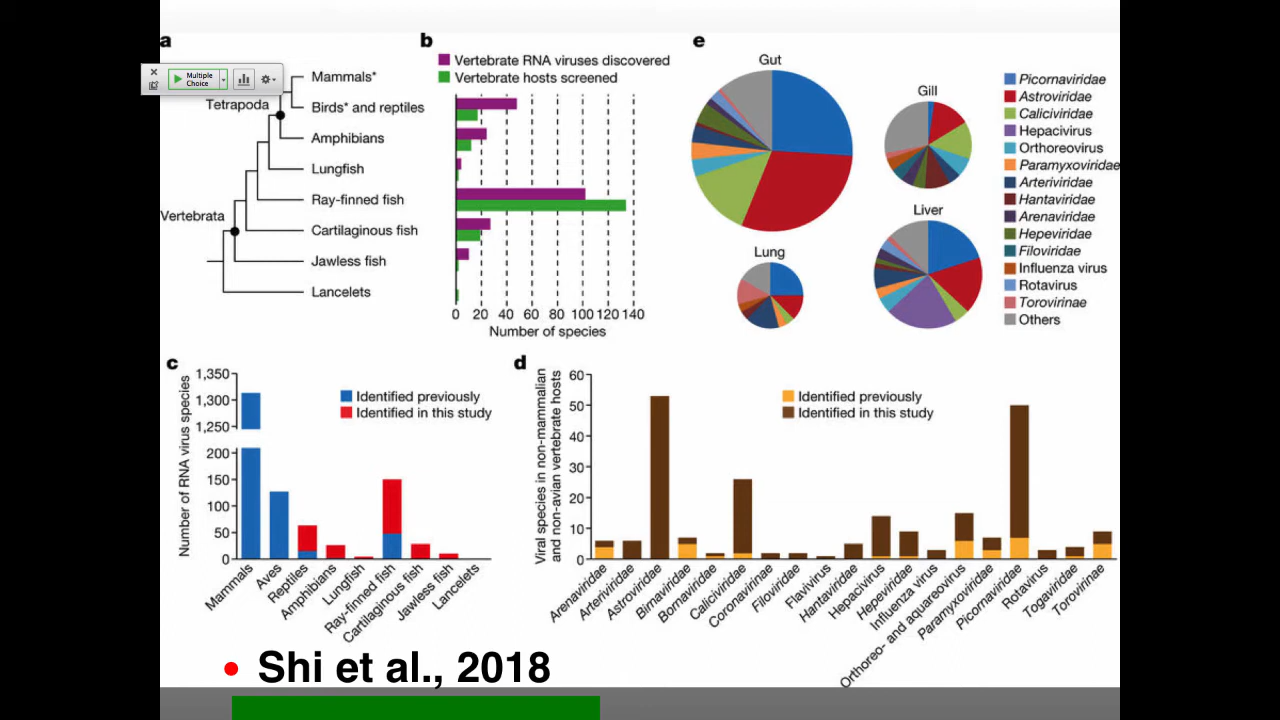 a
Multiple
Choice
Mammals*
Tetrapoda
Birds* and reptiles
Amphibians
Lungfish
Ray-finned fish
Vertebrata
Cartilaginous fish
Jawless fish
Lancelets
b
Vertebrate RNA viruses discovered
Vertebrate hosts screened
0 20 40 60 80 100 120 140
Number of species
e
Gut
Gill
Lung
Liver
Picornaviridae
Astroviridae
Caliciviridae
Hepacivirus
Orthoreovirus
Paramyxoviridae
Arteriviridae
Hantaviridae
Arenaviridae
Hepeviridae
Filoviridae
Influenza virus
Rotavirus
Torovirinae
Others
c
Number of RNA virus species
1,350
1,300
1,250
200
150
100
50
0
Identified previously
Identified in this study
Mammals
Aves
Reptiles
Amphibians
Lungfish
Ray-finned fish
Cartilaginous fish
Jawless fish
Lancelets
d
Viral species in non-mammalian
and non-avian vertebrate hosts
60
50
40
30
20
10
0
Identified previously
Identified in this study
Arenaviridae
Arteriviridae
Astroviridae
Birnaviridae
Bornaviridae
Caliciviridae
Coronavirinae
Filoviridae
Flavivirus
Hantaviridae
Hepacivirus
Hepeviridae
Influenza virus
Orthoreo- and aquareovirus
Paramyxoviridae
Picornaviridae
Rotavirus
Togaviridae
Torovirinae
• Shi et al., 2018